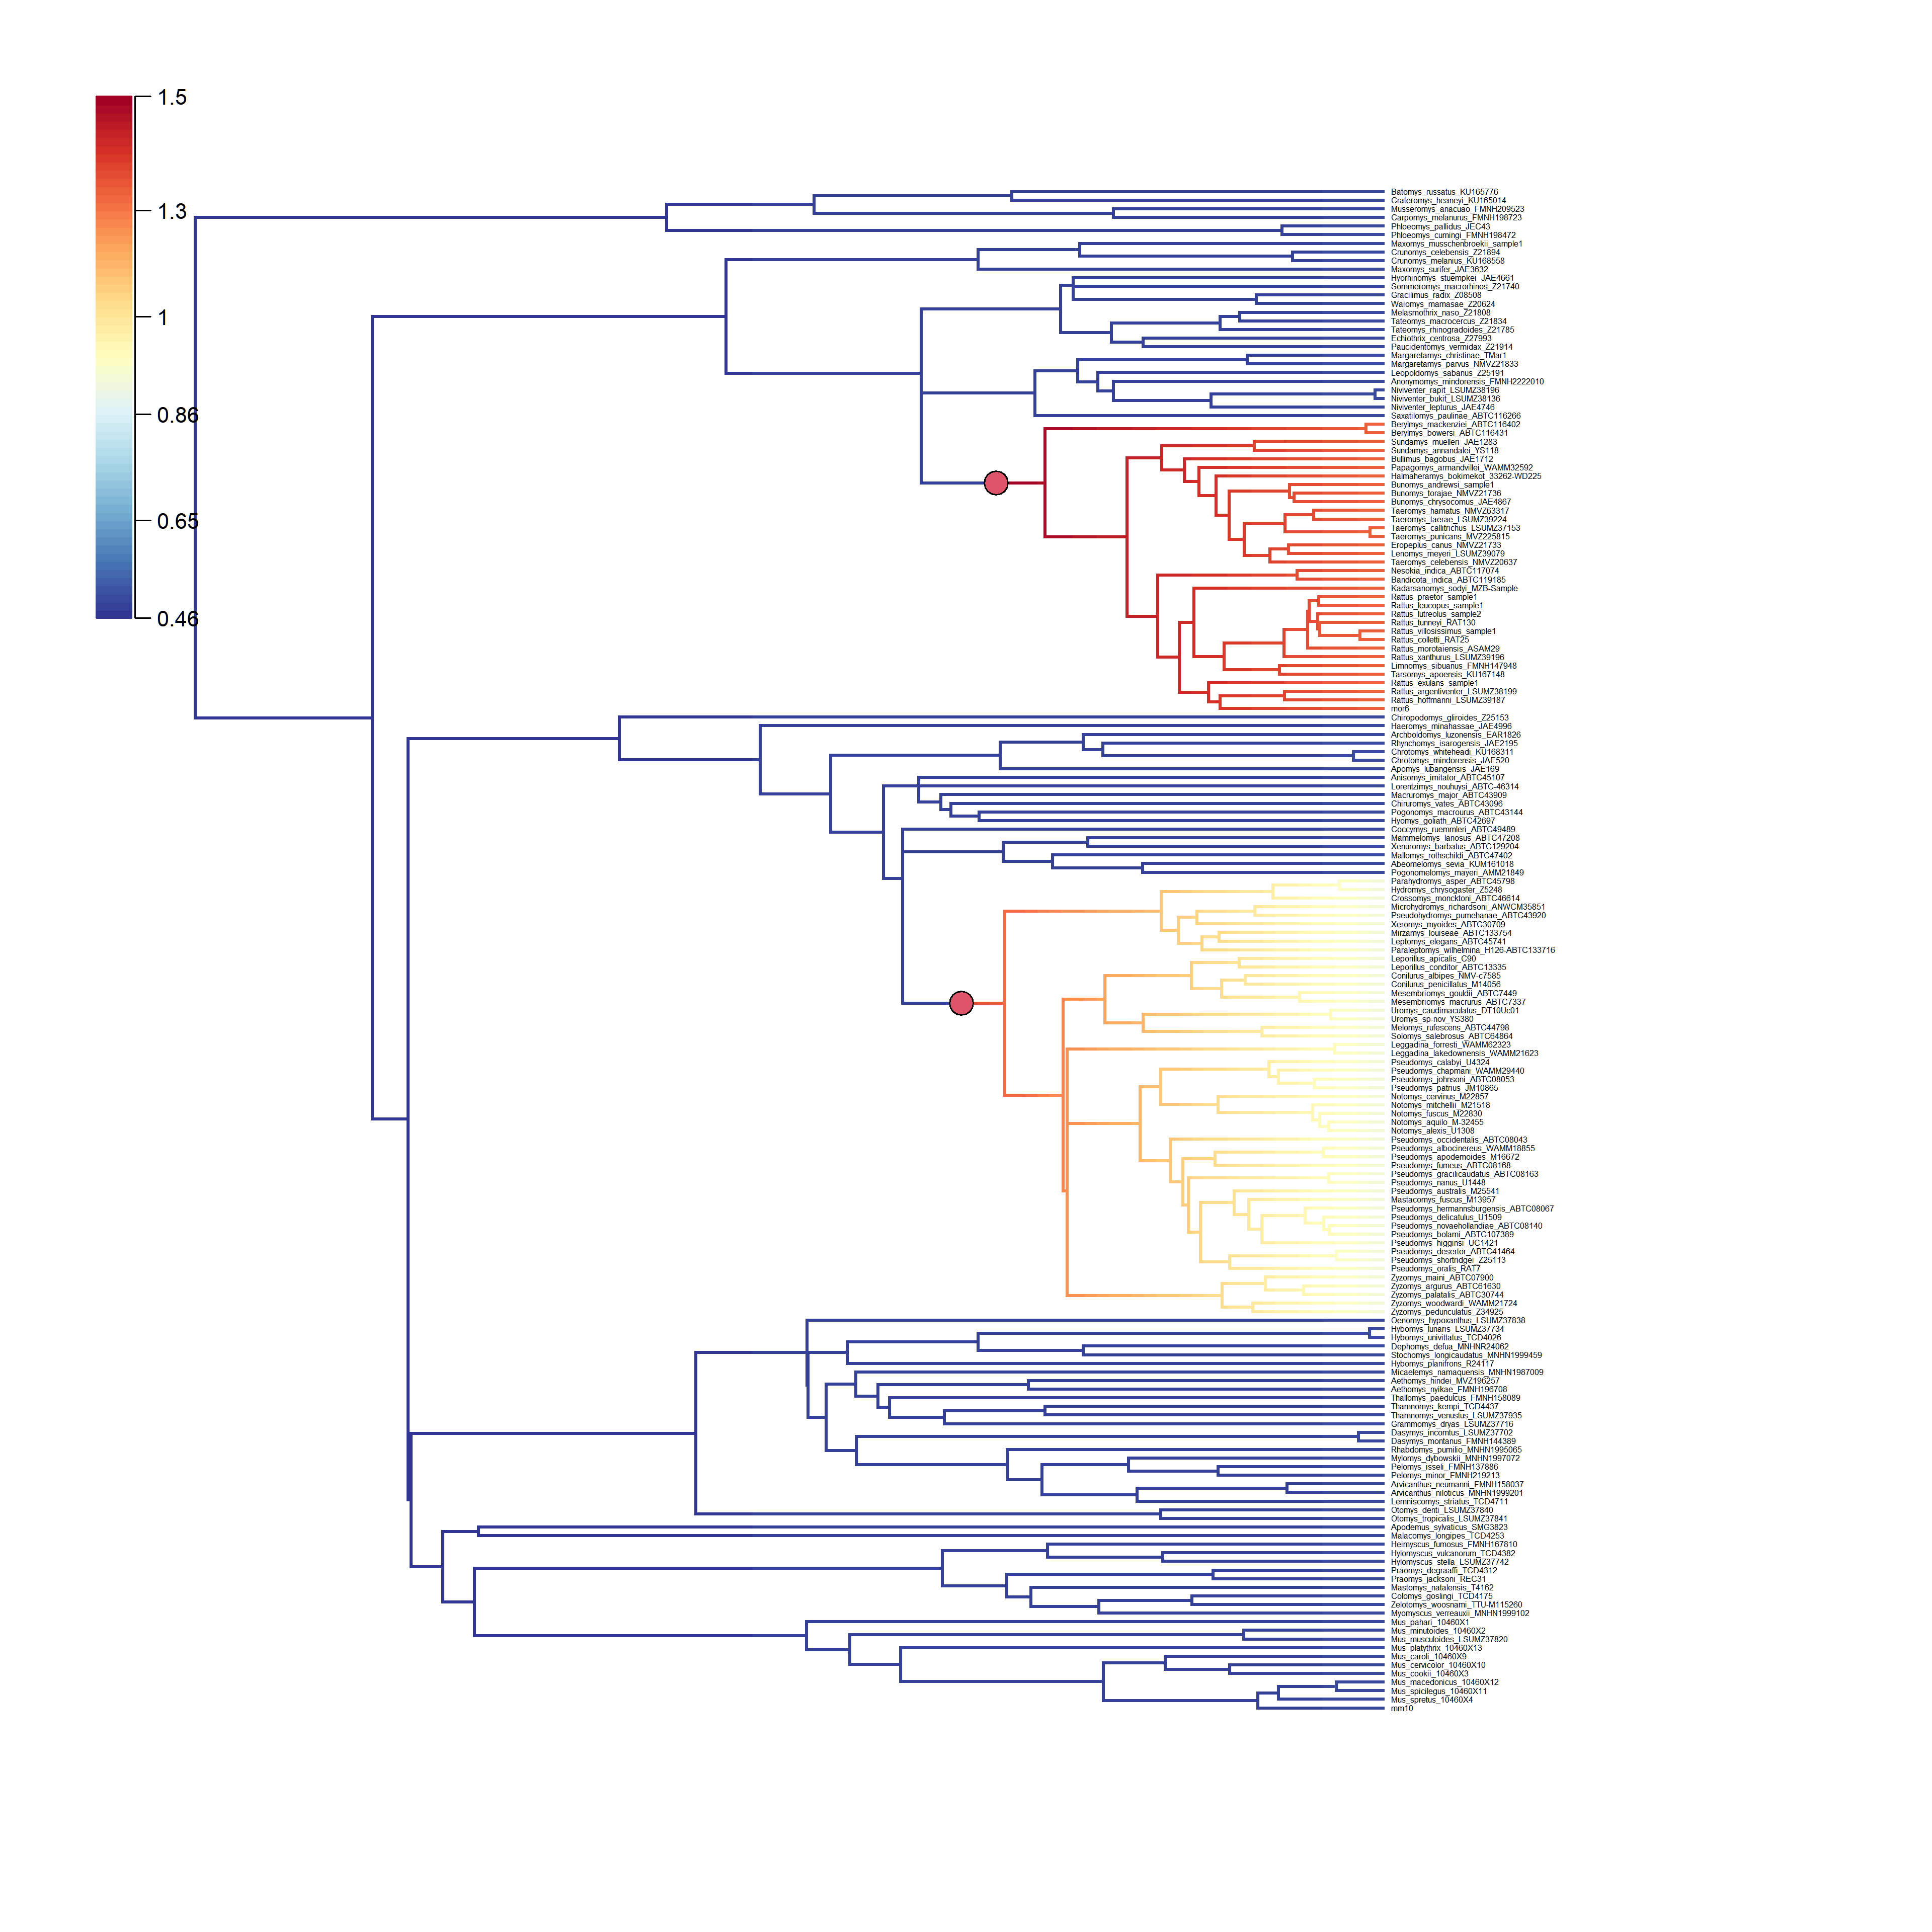 1.5
1.3
1
0.86
0.65
0.46
Batomys_russatus_KU165776
Crateromys_heaneyi_KU165014
Musseromys_anacuao_FMNH209523
Carpomys_melanurus_FMNH198723
Phloeomys_pallidus_JEC43
Phloeomys_cumingi_FMNH198472
Maxomys_musschenbroekii_sample1
Crunomys_celebensis_Z21894
Crunomys_melanius_KU168558
Maxomys_surifer_JAE3632
Hyorhinomys_stuempkei_JAE4661
Sommeromys_macrorhinos_Z21740
Gracilimus_radix_Z08508
Waiomys_mamasae_Z20624
Melasmothrix_naso_Z21808
Tateomys_macrocercus_Z21834
Tateomys_rhinogradoides_Z21785
Echiothrix_centrosa_Z27993
Paucidentomys_vermidax_Z21914
Margaretamys_christinae_TMar1
Margaretamys_parvus_NMVZ21833
Leopoldomys_sabanus_Z25191
Anonymomys_mindorensis_FMNH2222010
Niviventer_rapit_LSUMZ38196
Niviventer_bukit_LSUMZ38136
Niviventer_lepturus_JAE4746
Saxatilomys_paulinae_ABTC116266
Berylmys_mackenziei_ABTC116402
Berylmys_bowersi_ABTC116431
Sundamys_muelleri_JAE1283
Sundamys_annandalei_YS118
Bullimus_bagobus_JAE1712
Papagomys_armandvillei_WAMM32592
Halmaheramys_bokimekot_33262-WD225
Bunomys_andrewsi_sample1
Bunomys_torajae_NMVZ21736
Bunomys_chrysocomus_JAE4867
Taeromys_hamatus_NMVZ63317
Taeromys_taerae_LSUMZ39224
Taeromys_callitrichus_LSUMZ37153
Taeromys_punicans_MVZ225815
Eropeplus_canus_NMVZ21733
Lenomys_meyeri_LSUMZ39079
Taeromys_celebensis_NMVZ20637
Nesokia_indica_ABTC117074
Bandicota_indica_ABTC119185
Kadarsanomys_sodyi_MZB-Sample
Rattus_praetor_sample1
Rattus_leucopus_sample1
Rattus_lutreolus_sample2
Rattus_tunneyi_RAT130
Rattus_villosissimus_sample1
Rattus_colletti_RAT25
Rattus_morotaiensis_ASAM29
Rattus_xanthurus_LSUMZ39196
Limnomys_sibuanus_FMNH147948
Tarsomys_apoensis_KU167148
Rattus_exulans_sample1
Rattus_argentiventer_LSUMZ38199
Rattus_hoffmanni_LSUMZ39187
rnor6
Chiropodomys_gliroides_Z25153
Haeromys_minahassae_JAE4996
Archboldomys_luzonensis_EAR1826
Rhynchomys_isarogensis_JAE2195
Chrotomys_whiteheadi_KU168311
Chrotomys_mindorensis_JAE520
Apomys_lubangensis_JAE169
Anisomys_imitator_ABTC45107
Lorentzimys_nouhuysi_ABTC-46314
Macruromys_major_ABTC43909
Chiruromys_vates_ABTC43096
Pogonomys_macrourus_ABTC43144
Hyomys_goliath_ABTC42697
Coccymys_ruemmleri_ABTC49489
Mammelomys_lanosus_ABTC47208
Xenuromys_barbatus_ABTC129204
Mallomys_rothschildi_ABTC47402
Abeomelomys_sevia_KUM161018
Pogonomelomys_mayeri_AMM21849
Parahydromys_asper_ABTC45798
Hydromys_chrysogaster_Z5248
Crossomys_moncktoni_ABTC46614
Microhydromys_richardsoni_ANWCM35851
Pseudohydromys_pumehanae_ABTC43920
Xeromys_myoides_ABTC30709
Mirzamys_louiseae_ABTC133754
Leptomys_elegans_ABTC45741
Paraleptomys_wilhelmina_H126-ABTC133716
Leporillus_apicalis_C90
Leporillus_conditor_ABTC13335
Conilurus_albipes_NMV-c7585
Conilurus_penicillatus_M14056
Mesembriomys_gouldii_ABTC7449
Mesembriomys_macrurus_ABTC7337
Uromys_caudimaculatus_DT10Uc01
Uromys_sp-nov_YS380
Melomys_rufescens_ABTC44798
Solomys_salebrosus_ABTC64864
Leggadina_forresti_WAMM62323
Leggadina_lakedownensis_WAMM21623
Pseudomys_calabyi_U4324
Pseudomys_chapmani_WAMM29440
Pseudomys_johnsoni_ABTC08053
Pseudomys_patrius_JM10865
Notomys_cervinus_M22857
Notomys_mitchellii_M21518
Notomys_fuscus_M22830
Notomys_aquilo_M-32455
Notomys_alexis_U1308
Pseudomys_occidentalis_ABTC08043
Pseudomys_albocinereus_WAMM18855
Pseudomys_apodemoides_M16672
Pseudomys_fumeus_ABTC08168
Pseudomys_gracilicaudatus_ABTC08163
Pseudomys_nanus_U1448
Pseudomys_australis_M25541
Mastacomys_fuscus_M13957
Pseudomys_hermannsburgensis_ABTC08067
Pseudomys_delicatulus_U1509
Pseudomys_novaehollandiae_ABTC08140
Pseudomys_bolami_ABTC107389
Pseudomys_higginsi_UC1421
Pseudomys_desertor_ABTC41464
Pseudomys_shortridgei_Z25113
Pseudomys_oralis_RAT7
Zyzomys_maini_ABTC07900
Zyzomys_argurus_ABTC61630
Zyzomys_palatalis_ABTC30744
Zyzomys_woodwardi_WAMM21724
Zyzomys_pedunculatus_Z34925
Oenomys_hypoxanthus_LSUMZ37838
Hybomys_lunaris_LSUMZ37734
Hybomys_univittatus_TCD4026
Dephomys_defua_MNHNR24062
Stochomys_longicaudatus_MNHN1999459
Hybomys_planifrons_R24117
Micaelemys_namaquensis_MNHN1987009
Aethomys_hindei_MVZ196257
Aethomys_nyikae_FMNH196708
Thallomys_paedulcus_FMNH158089
Thamnomys_kempi_TCD4437
Thamnomys_venustus_LSUMZ37935
Grammomys_dryas_LSUMZ37716
Dasymys_incomtus_LSUMZ37702
Dasymys_montanus_FMNH144389
Rhabdomys_pumilio_MNHN1995065
Mylomys_dybowskii_MNHN1997072
Pelomys_isseli_FMNH137886
Pelomys_minor_FMNH219213
Arvicanthus_neumanni_FMNH158037
Arvicanthus_niloticus_MNHN1999201
Lemniscomys_striatus_TCD4711
Otomys_denti_LSUMZ37840
Otomys_tropicalis_LSUMZ37841
Apodemus_sylvaticus_SMG3823
Malacomys_longipes_TCD4253
Heimyscus_fumosus_FMNH167810
Hylomyscus_vulcanorum_TCD4382
Hylomyscus_stella_LSUMZ37742
Praomys_degraaffi_TCD4312
Praomys_jacksoni_REC31
Mastomys_natalensis_T4162
Colomys_goslingi_TCD4175
Zelotomys_woosnami_TTU-M115260
Myomyscus_verreauxii_MNHN1999102
Mus_pahari_10460X1
Mus_minutoides_10460X2
Mus_musculoides_LSUMZ37820
Mus_platythrix_10460X13
Mus_caroli_10460X9
Mus_cervicolor_10460X10
Mus_cookii_10460X3
Mus_macedonicus_10460X12
Mus_spicilegus_10460X11
Mus_spretus_10460X4
mm10